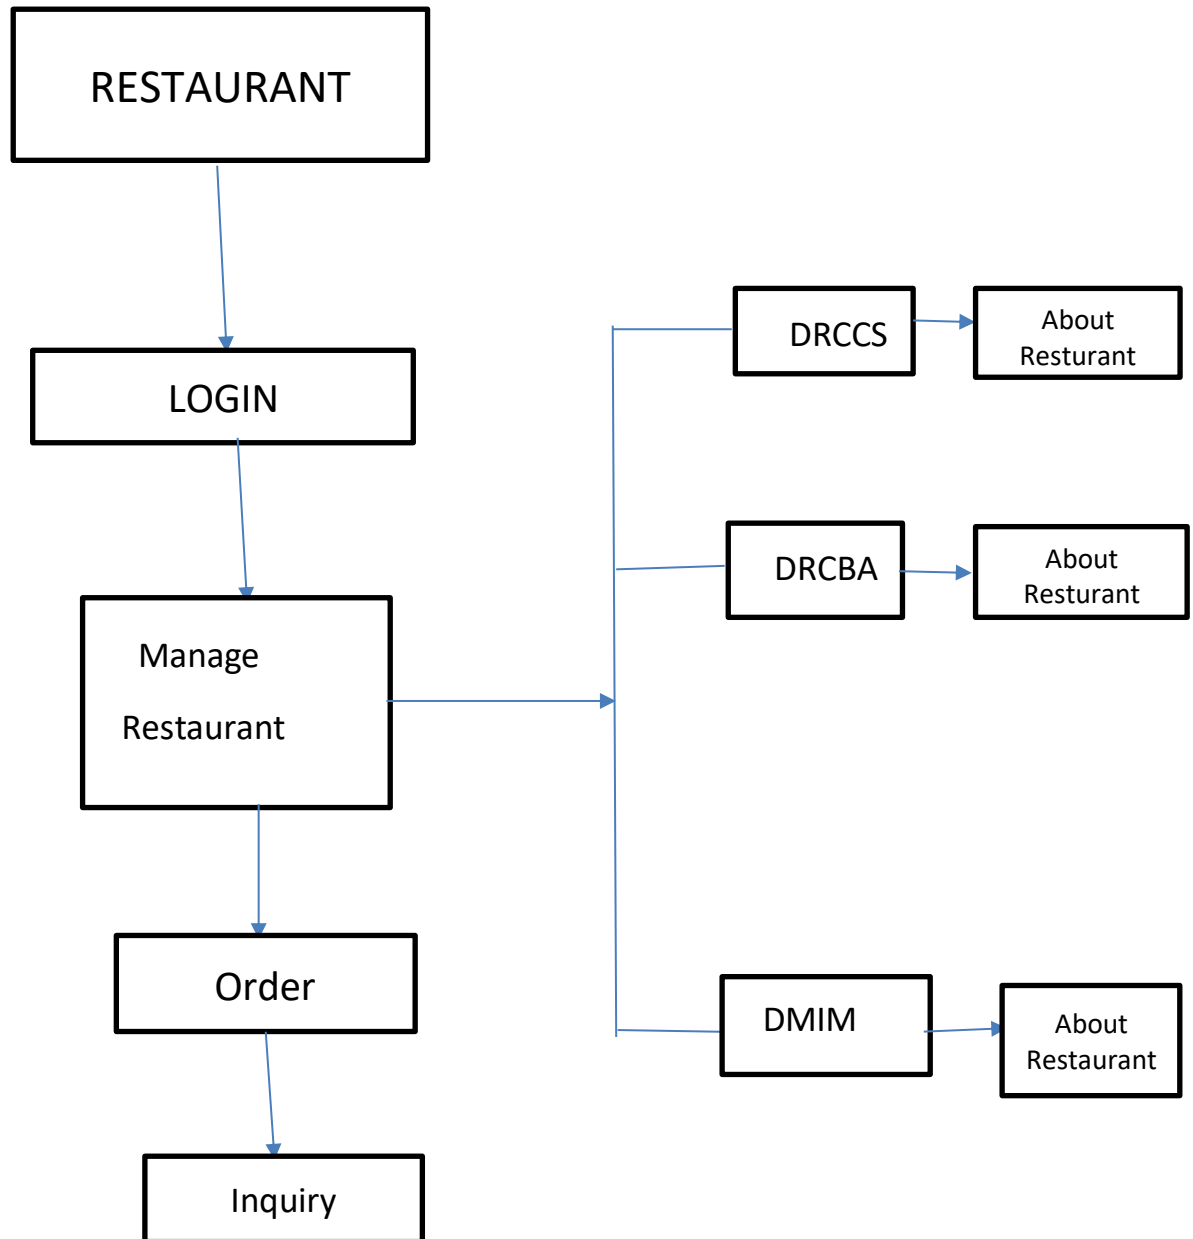 RESTAURANT
LOGIN
Manage
Restaurant
Order
Inquiry
DRCCS
About
Resturant
DRCBA
About
Resturant
DMIM
About
Restaurant